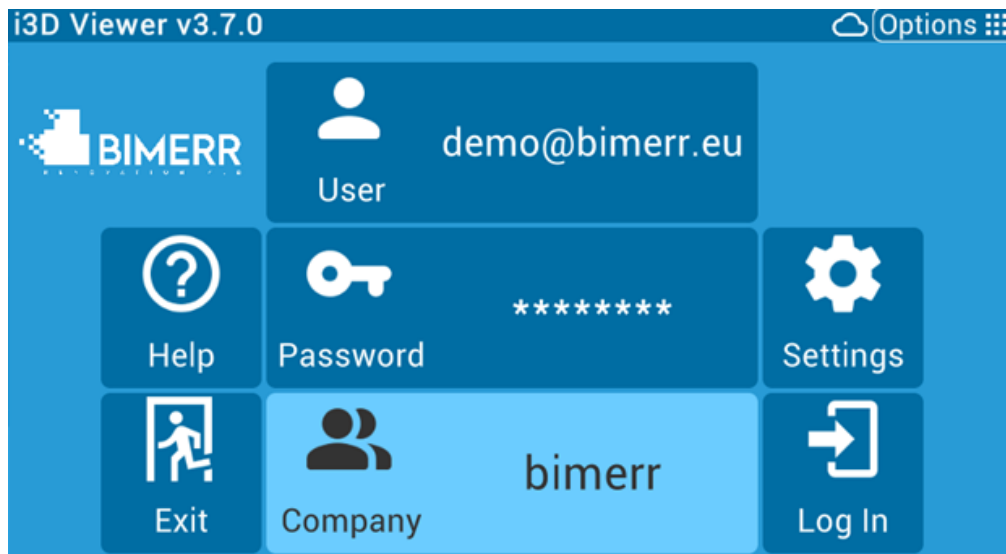 i3D Viewer v3.7.0
Options
BIMERR
demo@bimerr.eu
User
Help
Password
********
Settings
Exit
Company
bimerr
Log In